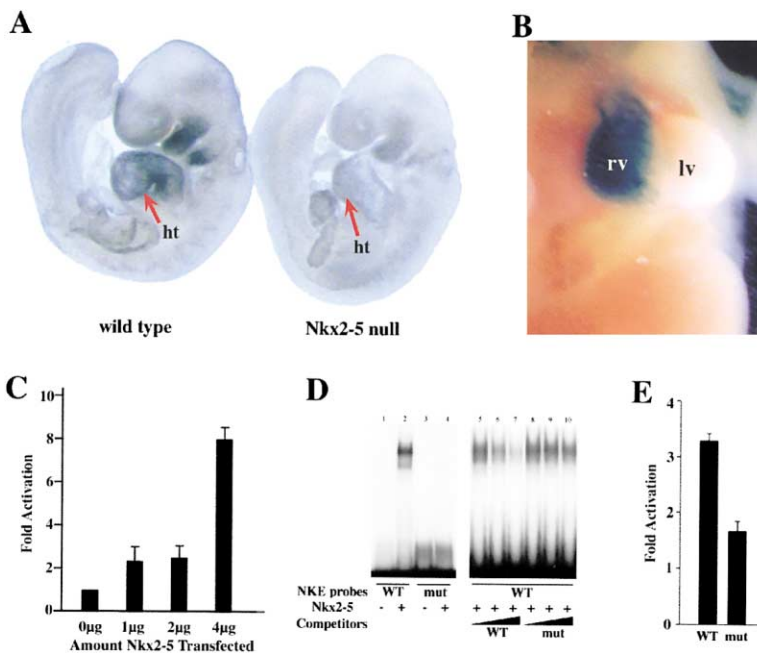 A
ht
ht
wild type
Nkx2-5 null
B
rv
lv
C
Fold Activation
10
8
6
4
2
0
0µg
1µg
2µg
4µg
Amount Nkx2-5 Transfected
D
1 2 3 4 5 6 7 8 9 10
NKE probes WT mut WT
Nkx2-5 - + - + + + + + + +
Competitors WT mut
E
Fold Activation
4
3
2
1
0
WT mut